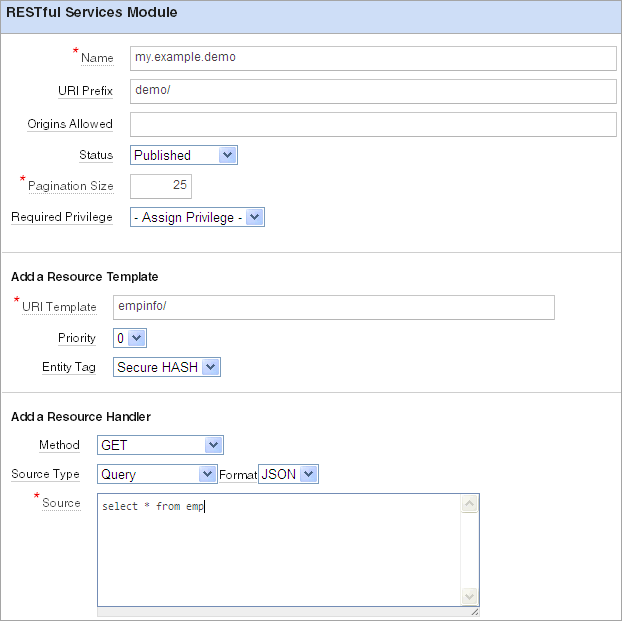 RESTful Services Module
* Name my.example.demo
URI Prefix demo/
Origins Allowed
Status Published
* Pagination Size 25
Required Privilege - Assign Privilege -
Add a Resource Template
* URI Template empinfo/
Priority 0
Entity Tag Secure HASH
Add a Resource Handler
Method GET
Source Type Query Format JSON
* Source select * from emp